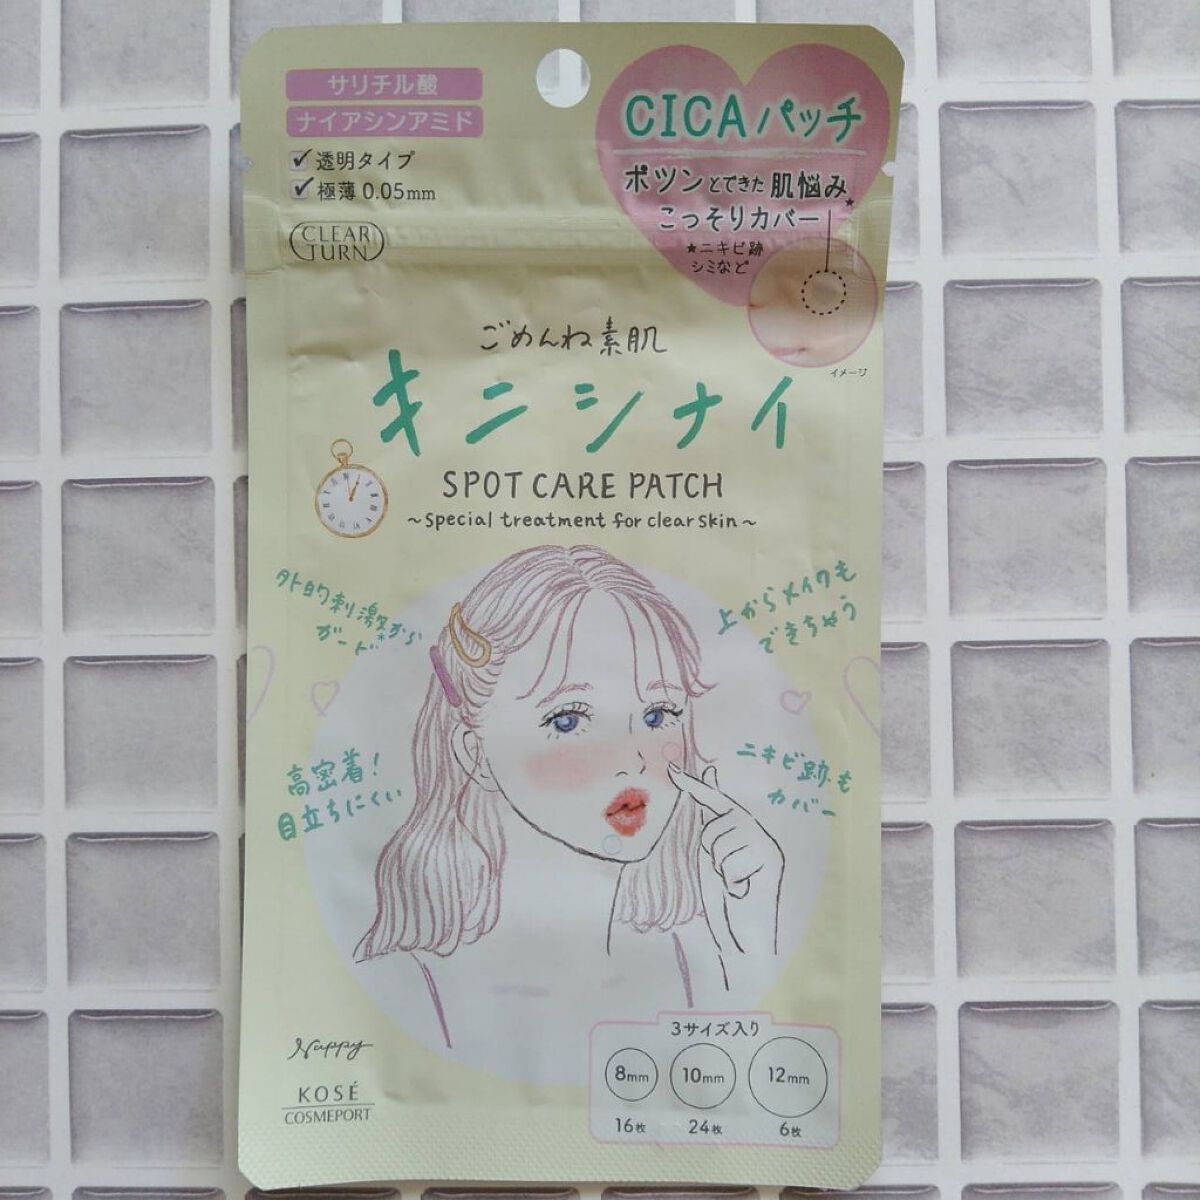 サリチル酸
ナイアシンアミド
透明タイプ
極薄0.05mm
CLEAR
TURN
CICAパッチ
ポツンとできた肌悩み★
こっそりカバー
★ニキビ跡
シミなど
イメージ
ごめんね素肌
キニシナイ
SPOT CARE PATCH
~special treatment for clear skin~
外的刺激から
ガード*
上からメイクも
できちゃう
高密着!
目立ちにくい
ニキビ跡も
カバー
Nappy
KOSÉ
COSMEPORT
3サイズ入り
8mm 10mm 12mm
16枚 24枚 6枚